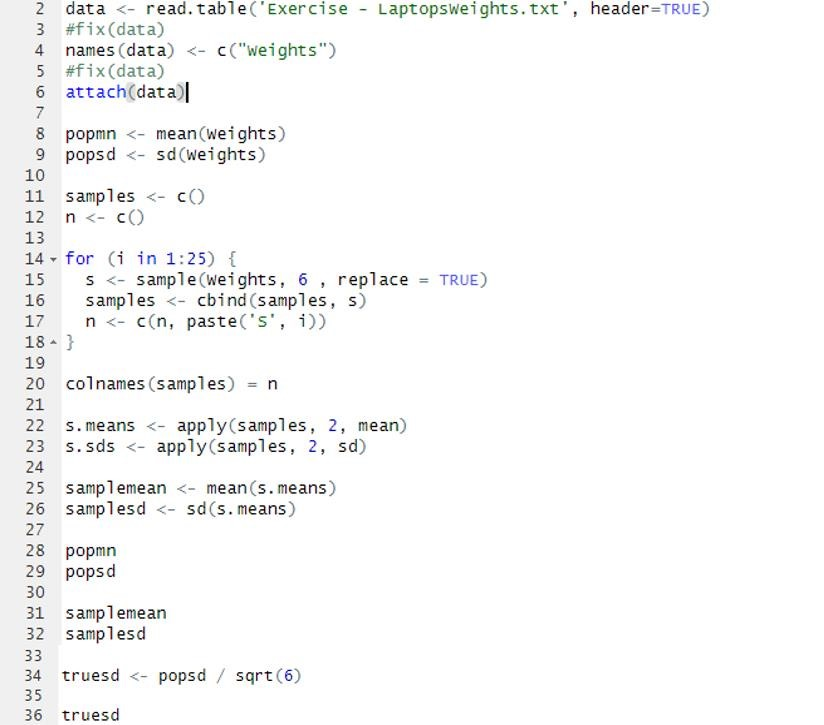 2 data <- read.table('Exercise - LaptopsWeights.txt', header=TRUE)
3 #fix(data)
4 names(data) <- c("Weights")
5 #fix(data)
6 attach(data)
7
8 popmn <- mean(Weights)
9 popsd <- sd(Weights)
10
11 samples <- c()
12 n <- c()
13
14 for (i in 1:25) {
15 s <- sample(Weights, 6 , replace = TRUE)
16 samples <- cbind(samples, s)
17 n <- c(n, paste('S', i))
18 }
19
20 colnames(samples) = n
21
22 s.means <- apply(samples, 2, mean)
23 s.sds <- apply(samples, 2, sd)
24
25 samplemean <- mean(s.means)
26 samplesd <- sd(s.means)
27
28 popmn
29 popsd
30
31 samplemean
32 samplesd
33
34 truesd <- popsd / sqrt(6)
35
36 truesd